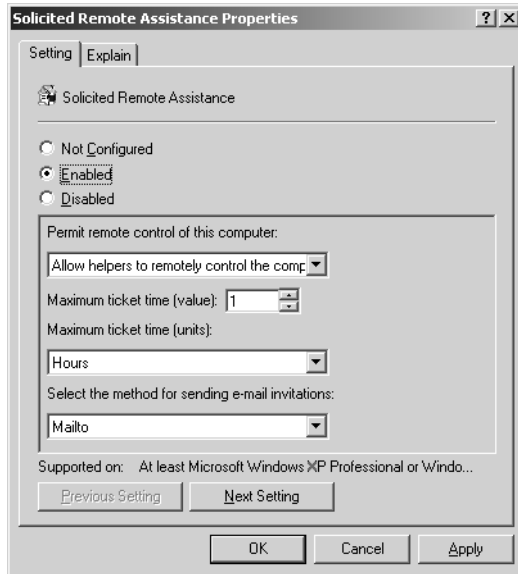 Solicited Remote Assistance Properties
Setting Explain
Solicited Remote Assistance
Not Configured
Enabled
Disabled
Permit remote control of this computer:
Allow helpers to remotely control the comp
Maximum ticket time (value): 1
Maximum ticket time (units):
Hours
Select the method for sending e-mail invitations:
Mailto
Supported on: At least Microsoft Windows XP Professional or Windo...
Previous Setting Next Setting
OK Cancel Apply